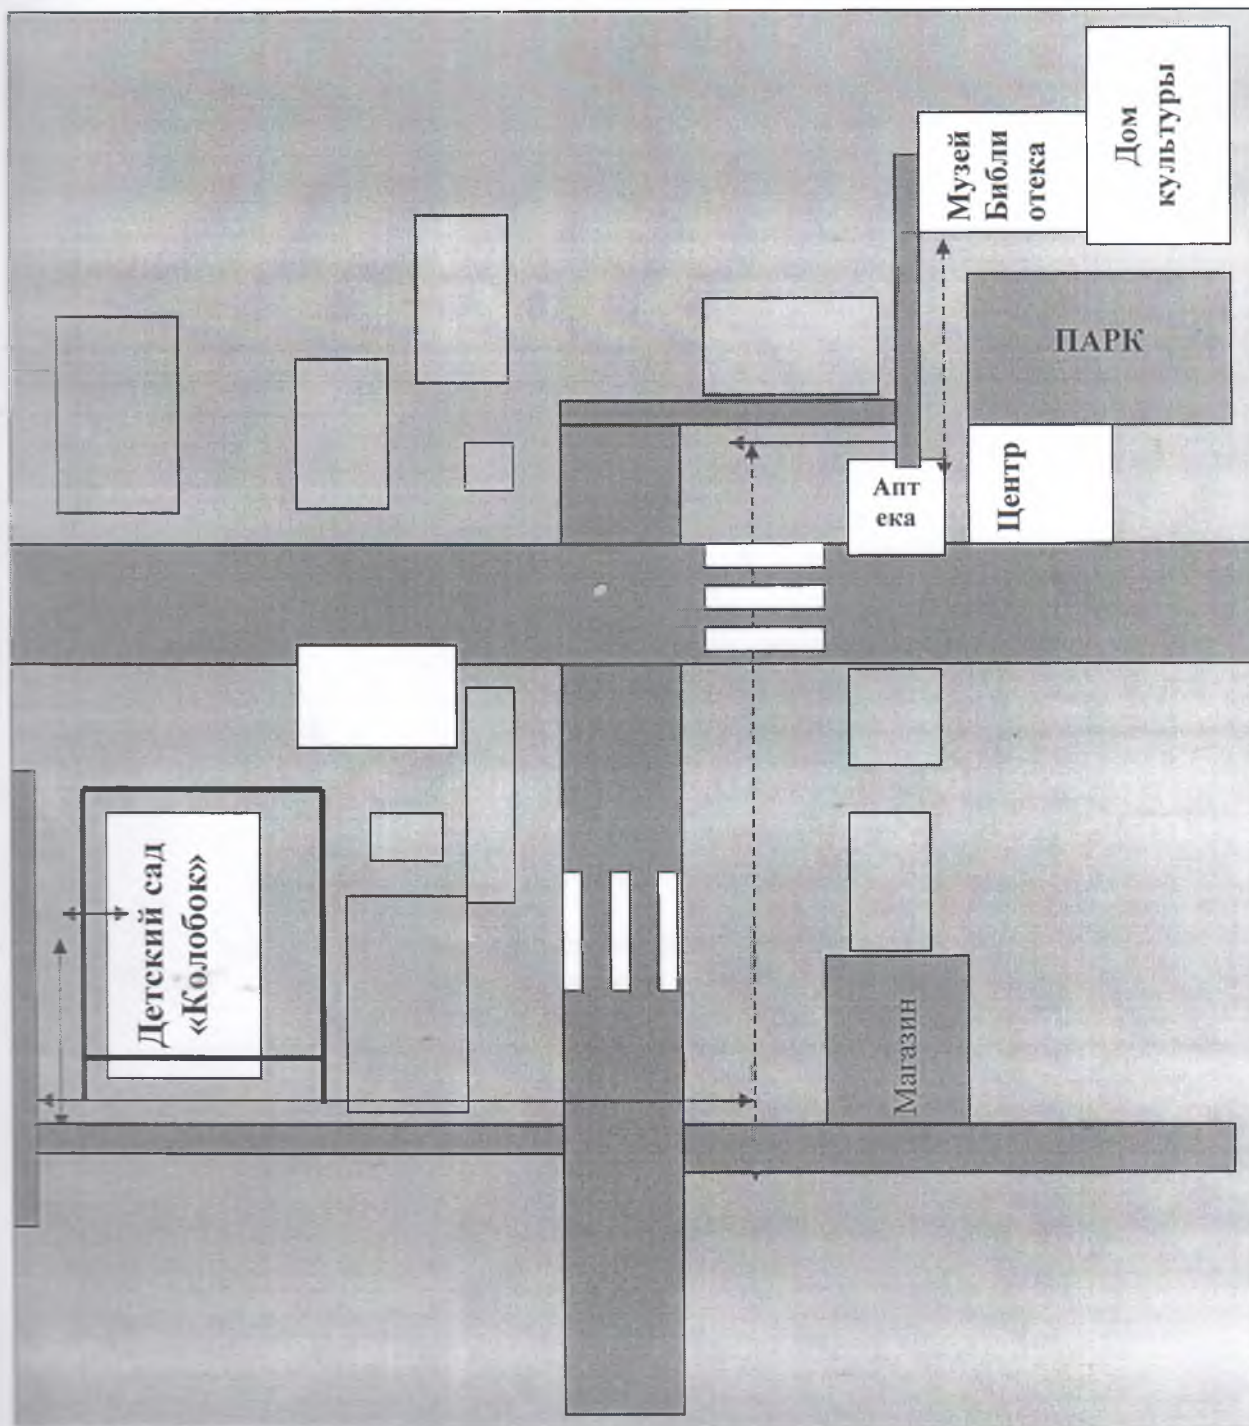 Дом
культуры
Музей
Библи
отека
ПАРК
Центр
Апт
ека
Детский сад
«Колобок»
Магазин